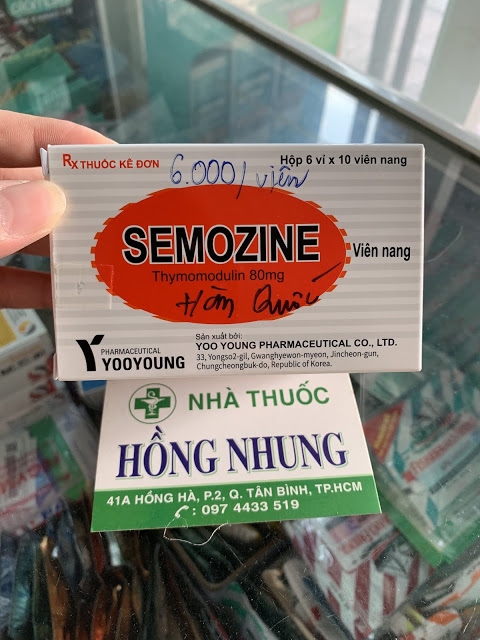 Rx THUỐC KÊ ĐƠN
Hộp 6 vỉ x 10 viên nang
6.000/viên
SEMOZINE
Viên nang
Thymomodulin 80mg
Hàn Quốc
PHARMACEUTICAL
YOOYOUNG
Sản xuất bởi:
YOO YOUNG PHARMACEUTICAL CO., LTD.
33, Yongso2-gil, Gwanghyewon-myeon, Jincheon-gun,
Chungcheongbuk-do, Republic of Korea.
NHÀ THUỐC
HỒNG NHUNG
41A HỒNG HÀ, P.2, Q. TÂN BÌNH, TP.HCM
: 097 4433 519